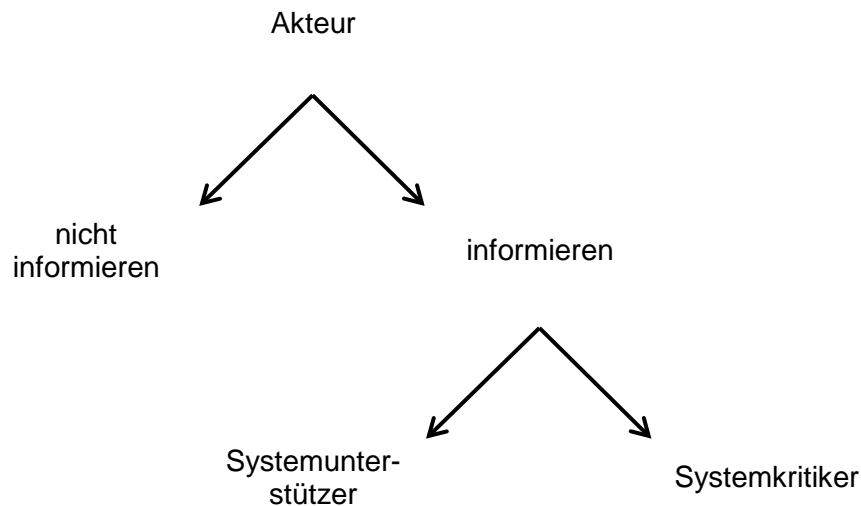 Akteur
nicht
informieren
informieren
Systemunter-
stützer
Systemkritiker